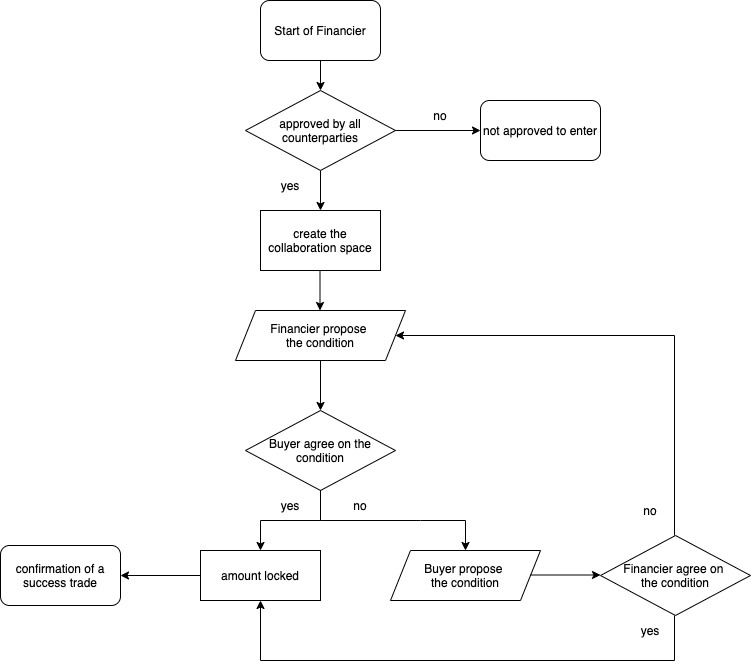 Start of Financier
approved by all
counterparties
no
not approved to enter
yes
create the
collaboration space
Financier propose
the condition
Buyer agree on the
condition
yes
no
no
confirmation of a
success trade
amount locked
Buyer propose
the condition
Financier agree on
the condition
yes